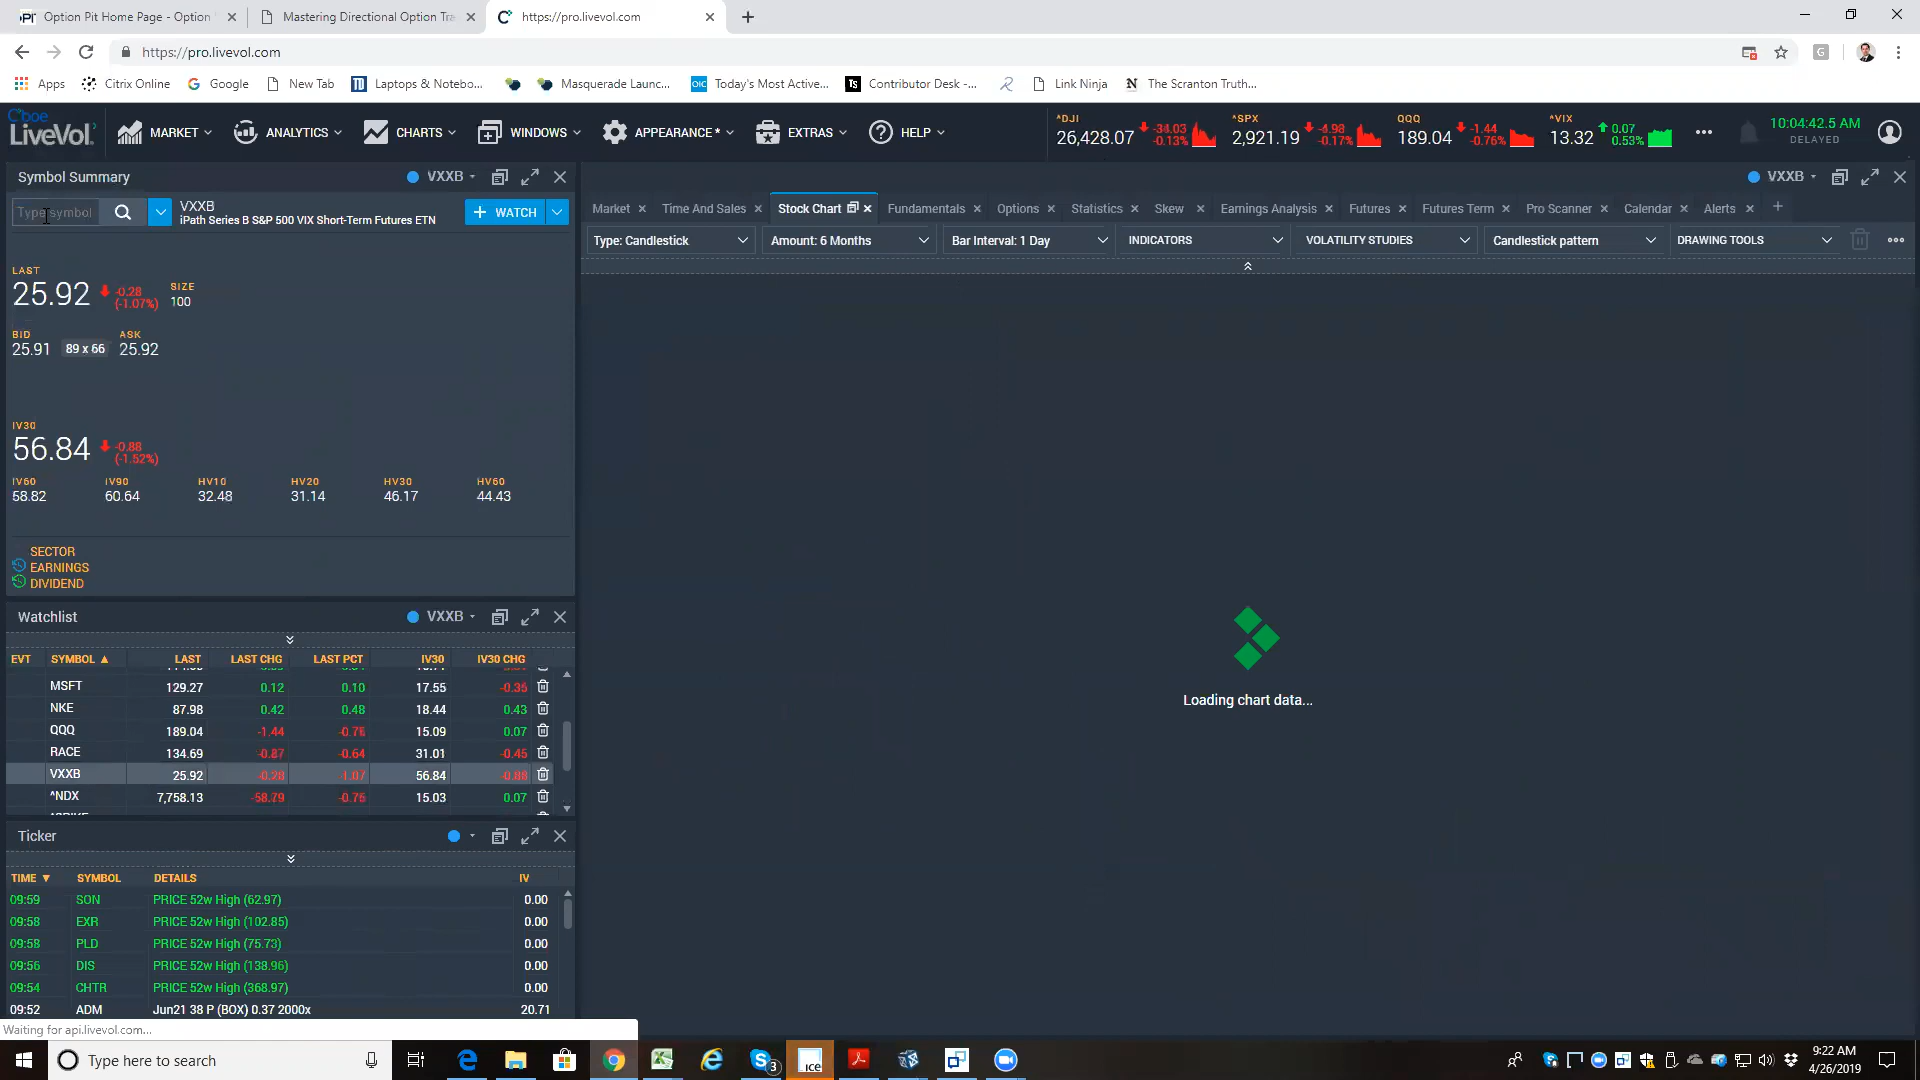 Option Pit Home Page - Option
Mastering Directional Option Tra
https://pro.livevol.com
https://pro.livevol.com
Apps Citrix Online Google New Tab Laptops & Notebo... Masquerade Launc... Today's Most Active... Contributor Desk -... Link Ninja The Scranton Truth...
Cboe
LiveVol
MARKET ANALYTICS CHARTS WINDOWS APPEARANCE* EXTRAS HELP
^DJI 26,428.07 -34.03 -0.13%
^SPX 2,921.19 -4.98 -0.17%
QQQ 189.04 -1.44 -0.76%
^VIX 13.32 0.07 0.53%
10:04:42.5 AM
DELAYED
Symbol Summary VXXB
Type symbol
VXXB
iPath Series B S&P 500 VIX Short-Term Futures ETN
+ WATCH
LAST
25.92 -0.28 (-1.07%)
SIZE
100
BID ASK
25.91 89 x 66 25.92
IV30
56.84 -0.88 (-1.52%)
IV60 IV90 HV10 HV20 HV30 HV60
58.82 60.64 32.48 31.14 46.17 44.43
SECTOR
EARNINGS
DIVIDEND
Watchlist VXXB
EVT SYMBOL LAST LAST CHG LAST PCT IV30 IV30 CHG
MSFT 129.27 0.12 0.10 17.55 -0.35
NKE 87.98 0.42 0.48 18.44 0.43
QQQ 189.04 -1.44 -0.76 15.09 0.07
RACE 134.69 -0.87 -0.64 31.01 -0.45
VXXB 25.92 -0.28 -1.07 56.84 -0.88
^NDX 7,758.13 -58.79 -0.75 15.03 0.07
Ticker
TIME SYMBOL DETAILS IV
09:59 SON PRICE 52w High (62.97) 0.00
09:58 EXR PRICE 52w High (102.85) 0.00
09:58 PLD PRICE 52w High (75.73) 0.00
09:56 DIS PRICE 52w High (138.96) 0.00
09:54 CHTR PRICE 52w High (368.97) 0.00
09:52 ADM Jun21 38 P (BOX) 0.37 2000x 20.71
Waiting for api.livevol.com...
VXXB
Market Time And Sales Stock Chart Fundamentals Options Statistics Skew Earnings Analysis Futures Futures Term Pro Scanner Calendar Alerts
Type: Candlestick Amount: 6 Months Bar Interval: 1 Day INDICATORS VOLATILITY STUDIES Candlestick pattern DRAWING TOOLS
Loading chart data...
Type here to search
3
ice
9:22 AM
4/26/2019